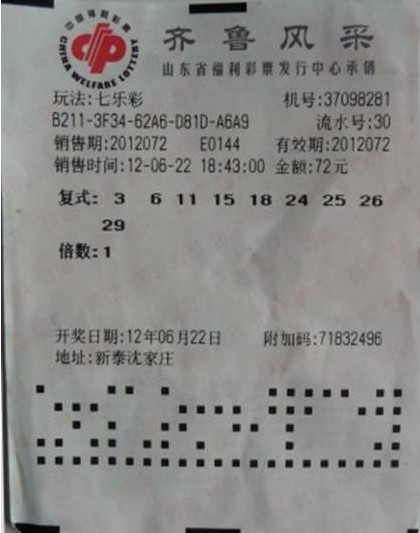 中国福利彩票
CHINA WELFARE LOTTERY
齐鲁风采
山东省福利彩票发行中心承销
玩法:七乐彩 机号:37098281
B211-3F34-62A6-D81D-A6A9 流水号:30
销售期:2012072 E0144 有效期:2012072
销售时间:12-06-22 18:43:00 金额:72元
复式: 3 6 11 15 18 24 25 26
29
倍数:1
开奖日期:12年06月22日 附加码:71832496
地址:新泰沈家庄